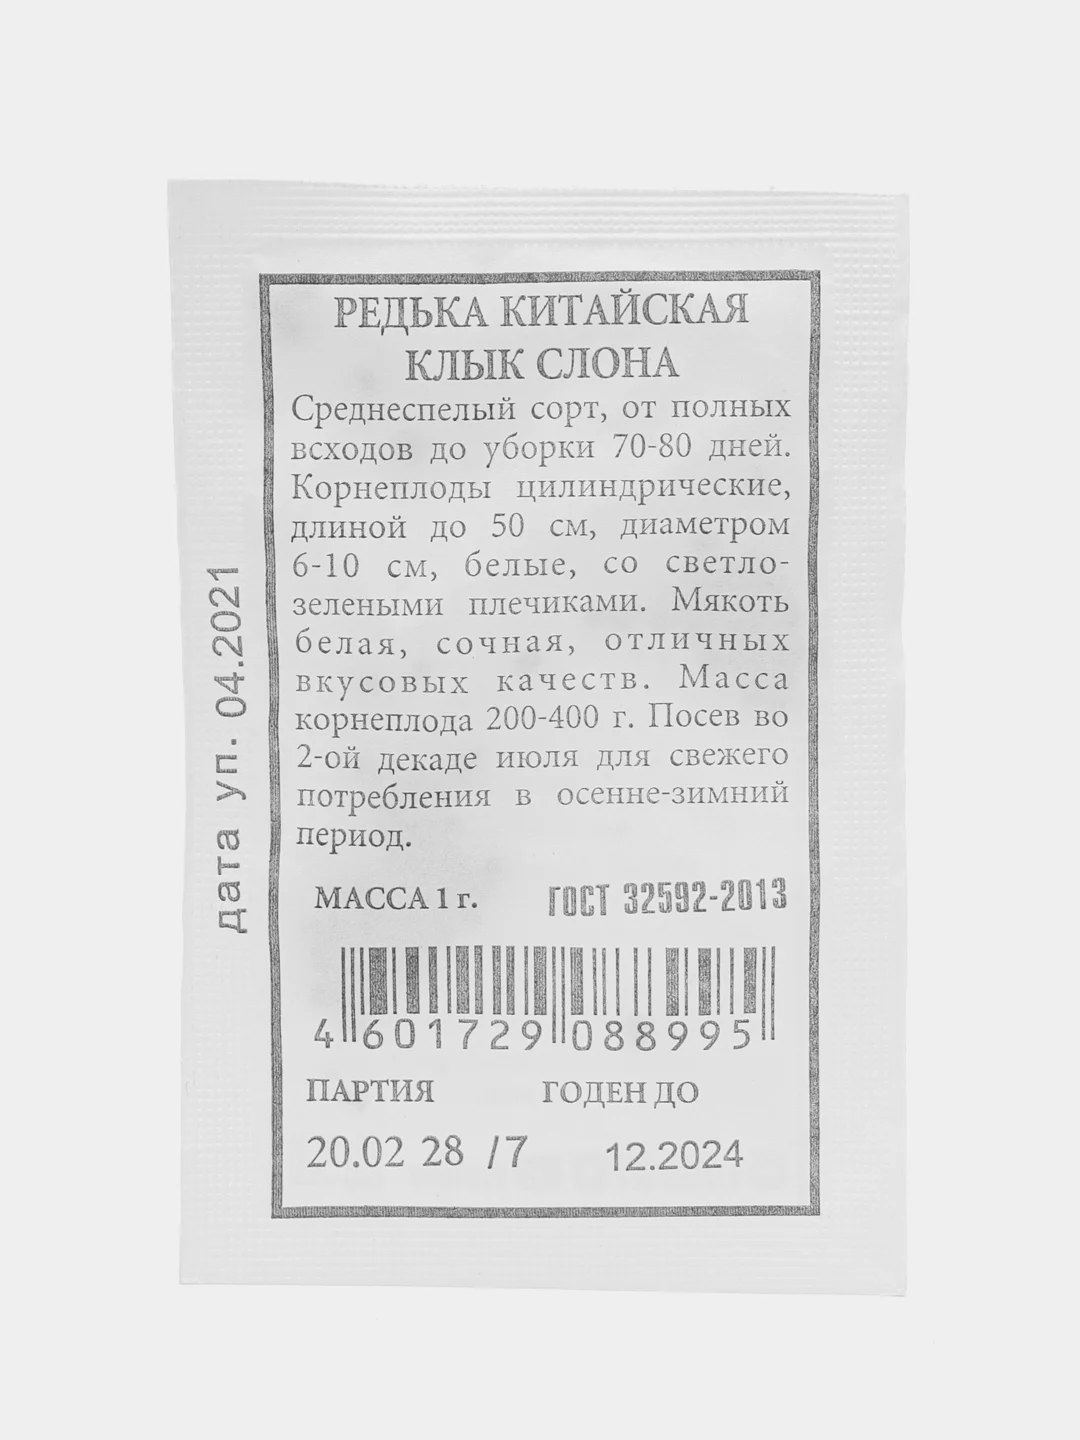 РЕДЬКА КИТАЙСКАЯ
КЛЫК СЛОНА
Среднеспелый сорт, от полных
всходов до уборки 70-80 дней.
Корнеплоды цилиндрические,
длиной до 50 см, диаметром
6-10 см, белые, со светло-
зелеными плечиками. Мякоть
белая, сочная, отличных
вкусовых качеств. Масса
корнеплода 200-400 г. Посев во
2-ой декаде июля для свежего
потребления в осенне-зимний
период.
МАССА 1 г. ГОСТ 32592-2013
4 601729 088995
ПАРТИЯ ГОДЕН ДО
20.02 28 /7 12.2024
дата уп. 04.2021